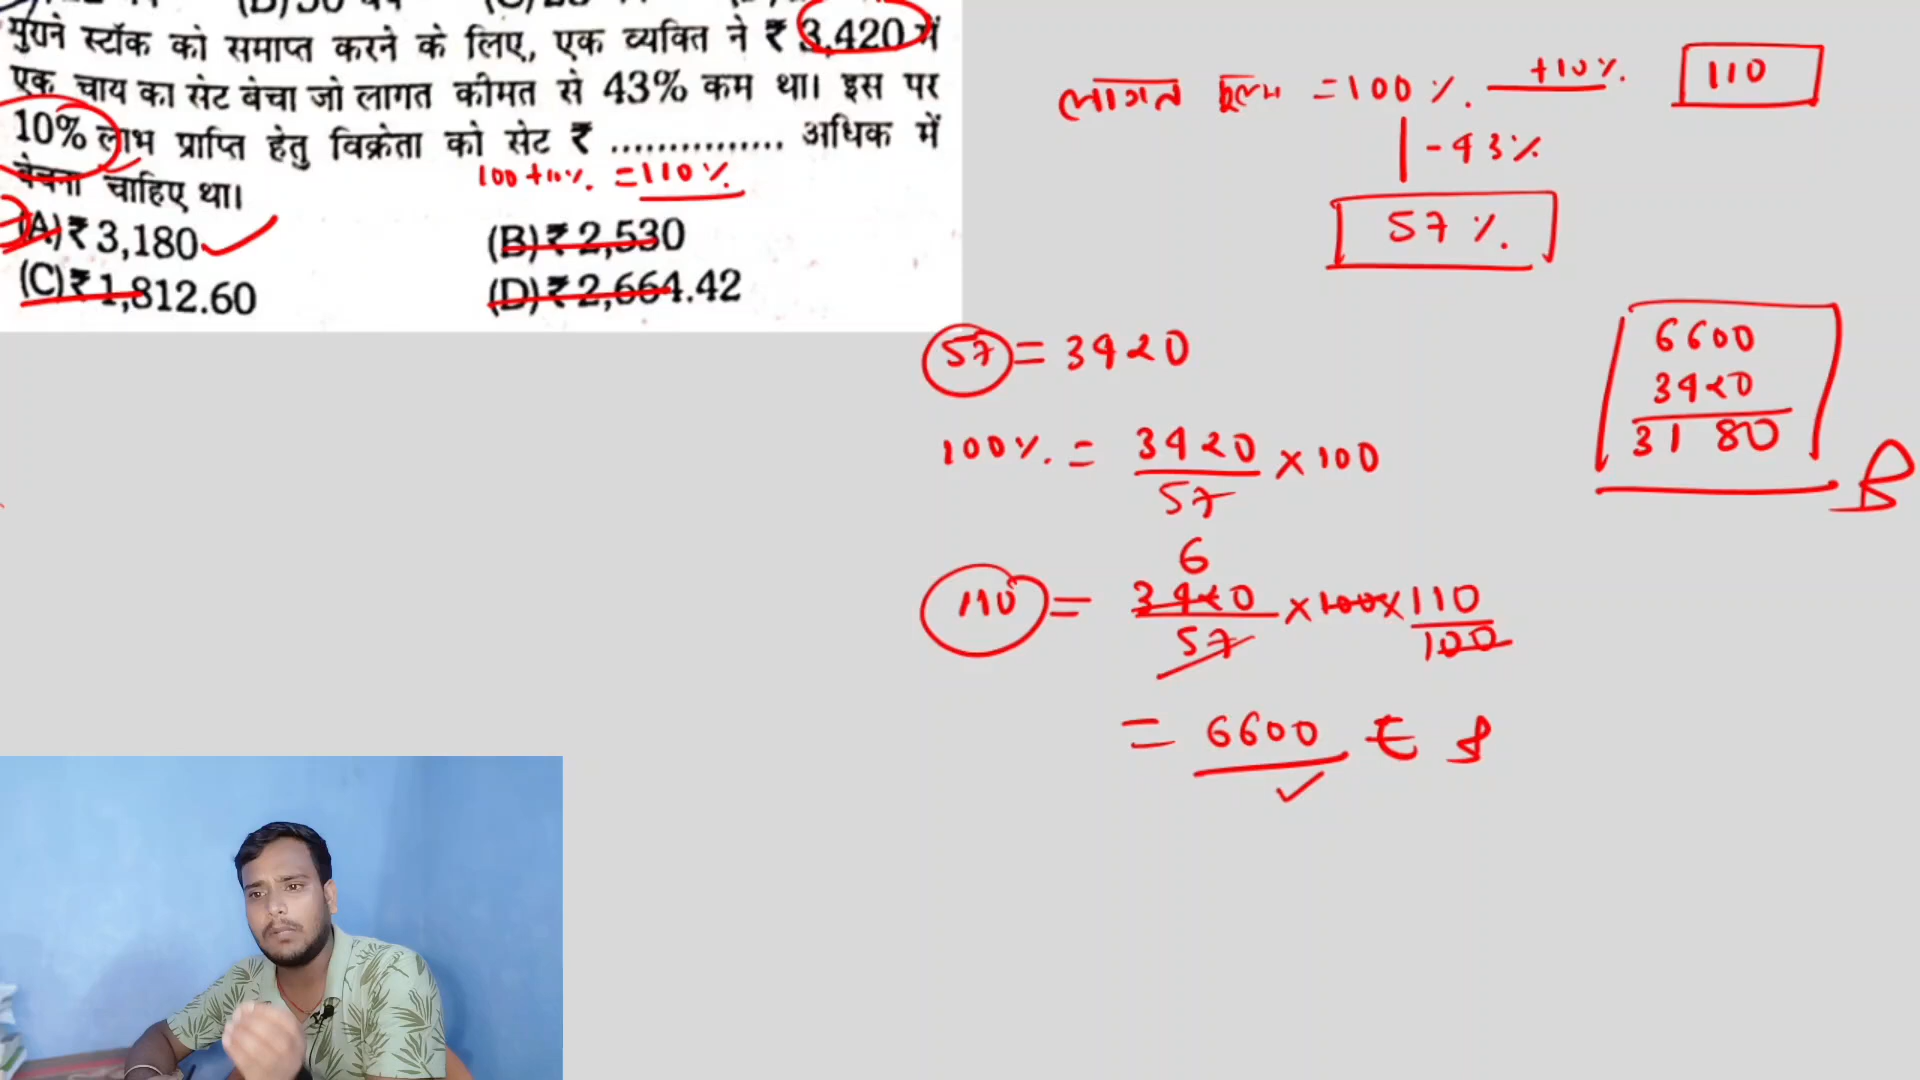 पुराने स्टॉक को समाप्त करने के लिए, एक व्यक्ति ने ₹ 3,420 में
एक चाय का सेट बेचा जो लागत कीमत से 43% कम था। इस पर
10% लाभ प्राप्ति हेतु विक्रेता को सेट ₹ ............... अधिक में
बेचना चाहिए था।
100 + 10% = 110%
(A) ₹ 3,180 (B) ₹ 2,530
(C) ₹ 1,812.60 (D) ₹ 2,664.42
लागत = 100 % +10% 110
- 43%
57 %
57 = 3420
100% = 3420/57 × 100
6
110 = 3420/57 × 100 × 110/100
= 6600
6600
3420
3180